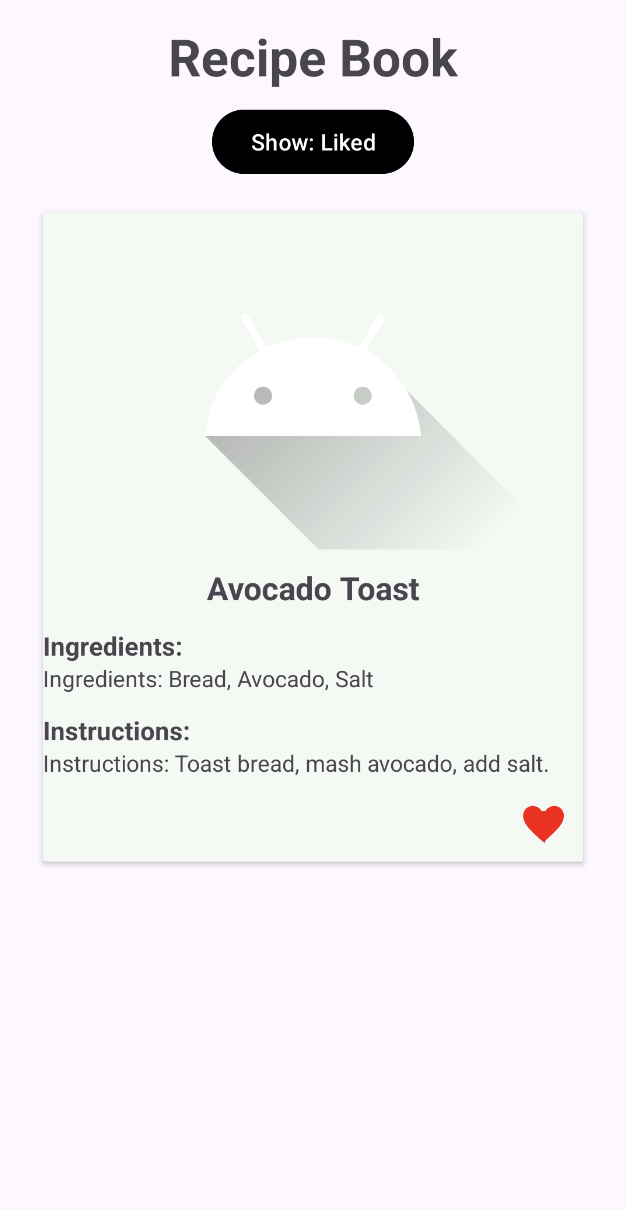 Recipe Book
Show: Liked
Avocado Toast
Ingredients:
Ingredients: Bread, Avocado, Salt
Instructions:
Instructions: Toast bread, mash avocado, add salt.